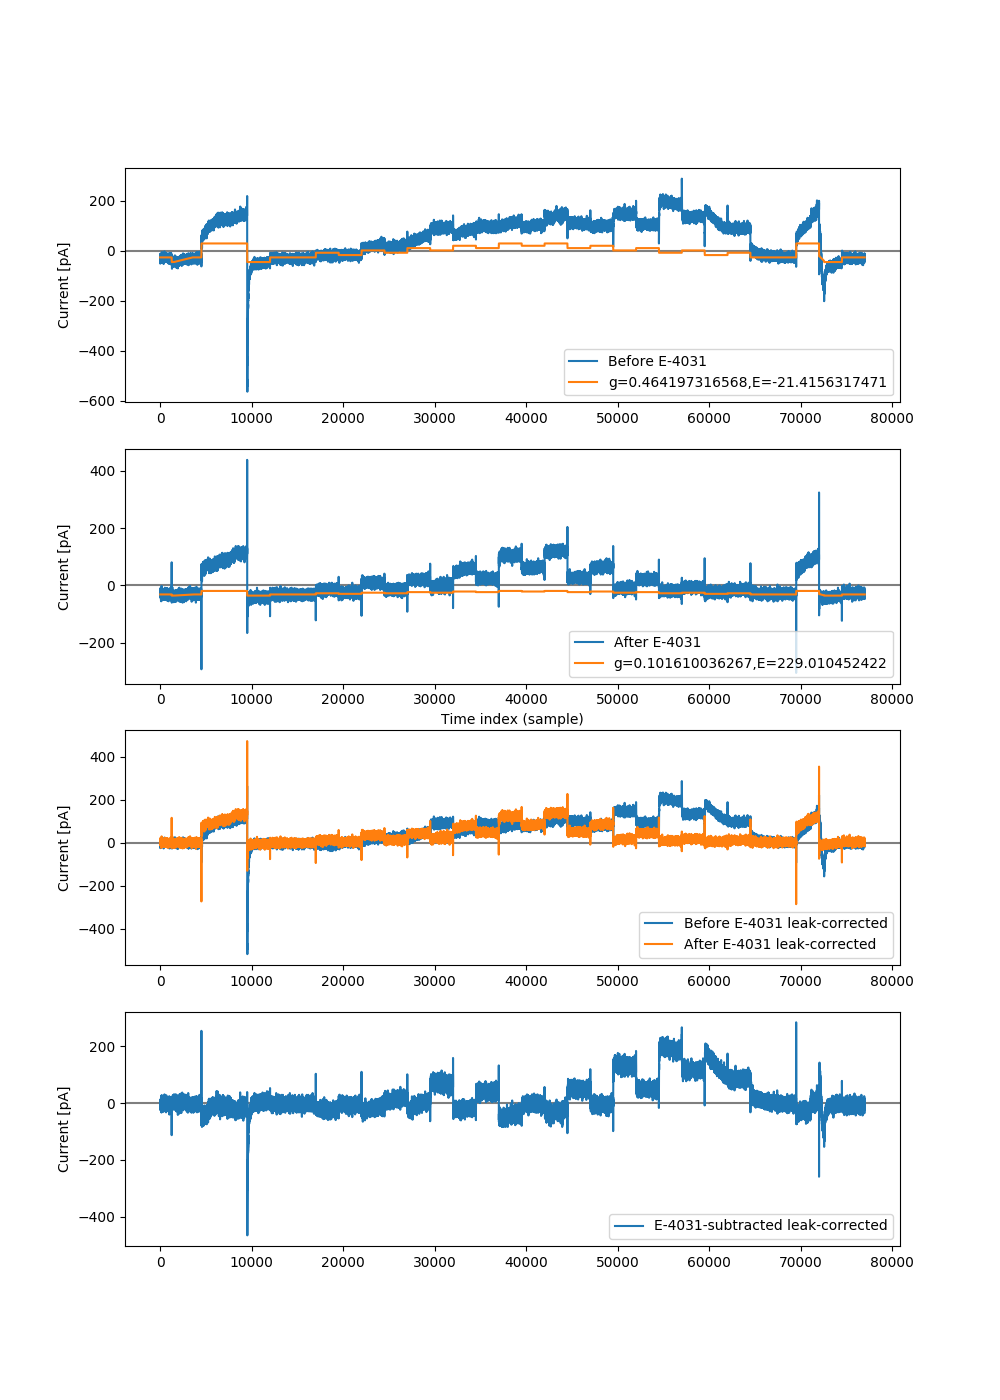 200
0
−200
−400
−600
Current [pA]
Before E-4031
g=0.464197316568,E=-21.4156317471
0 10000 20000 30000 40000 50000 60000 70000 80000
400
200
0
−200
Current [pA]
After E-4031
g=0.101610036267,E=229.010452422
0 10000 20000 30000 40000 50000 60000 70000 80000
Time index (sample)
400
200
0
−200
−400
Current [pA]
Before E-4031 leak-corrected
After E-4031 leak-corrected
0 10000 20000 30000 40000 50000 60000 70000 80000
200
0
−200
−400
Current [pA]
E-4031-subtracted leak-corrected
0 10000 20000 30000 40000 50000 60000 70000 80000